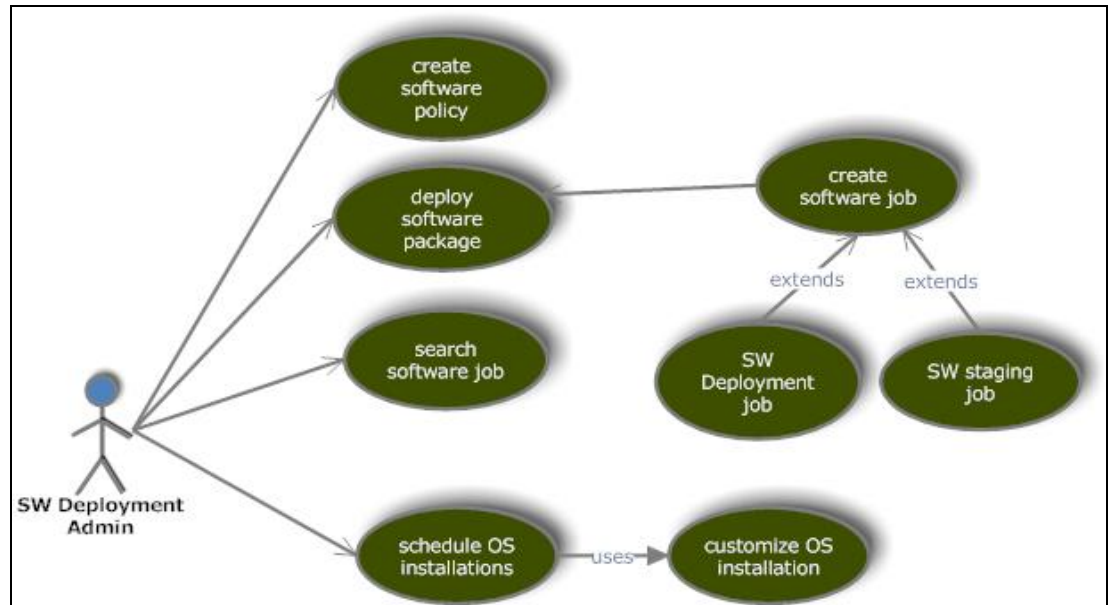 create
software
policy
deploy
software
package
create
software job
extends
extends
search
software job
SW
Deployment
job
SW staging
job
SW Deployment
Admin
schedule OS
installations
uses
customize OS
installation